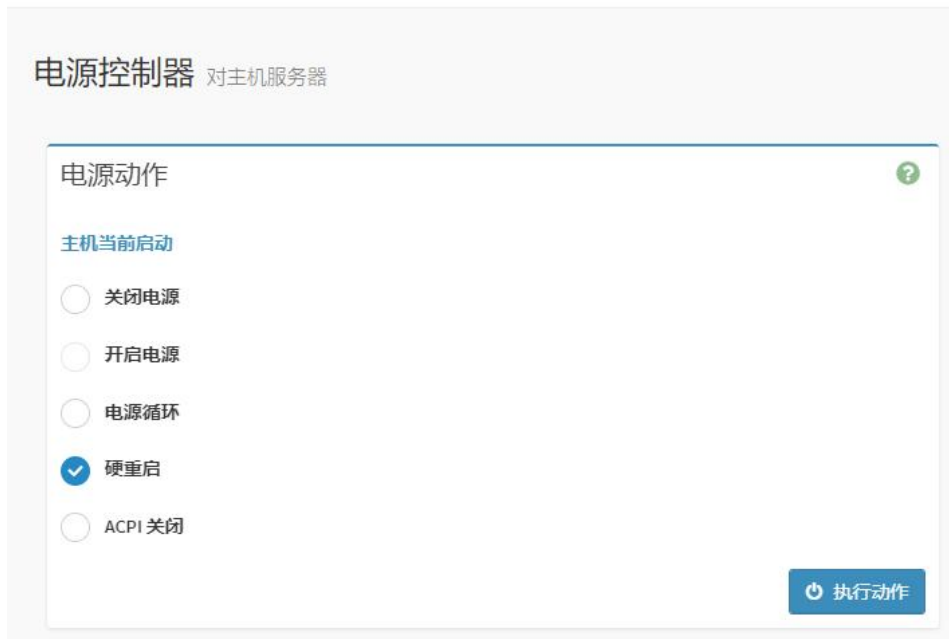 电源控制器 对主机服务器
电源动作
主机当前启动
关闭电源
开启电源
电源循环
硬重启
ACPI 关闭
执行动作